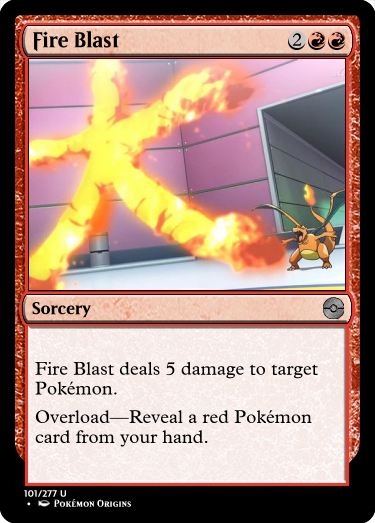 Fire Blast 2
Sorcery
Fire Blast deals 5 damage to target
Pokémon.
Overload—Reveal a red Pokémon
card from your hand.
101/277 U
• Pokémon Origins